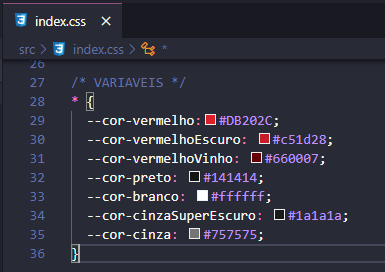 index.css
src > index.css > *
26
27 /* VARIAVEIS */
28 * {
29 --cor-vermelho:#DB202C;
30 --cor-vermelhoEscuro: #c51d28;
31 --cor-vermelhoVinho: #660007;
32 --cor-preto: #141414;
33 --cor-branco: #ffffff;
34 --cor-cinzaSuperEscuro: #1a1a1a;
35 --cor-cinza: #757575;
36 }